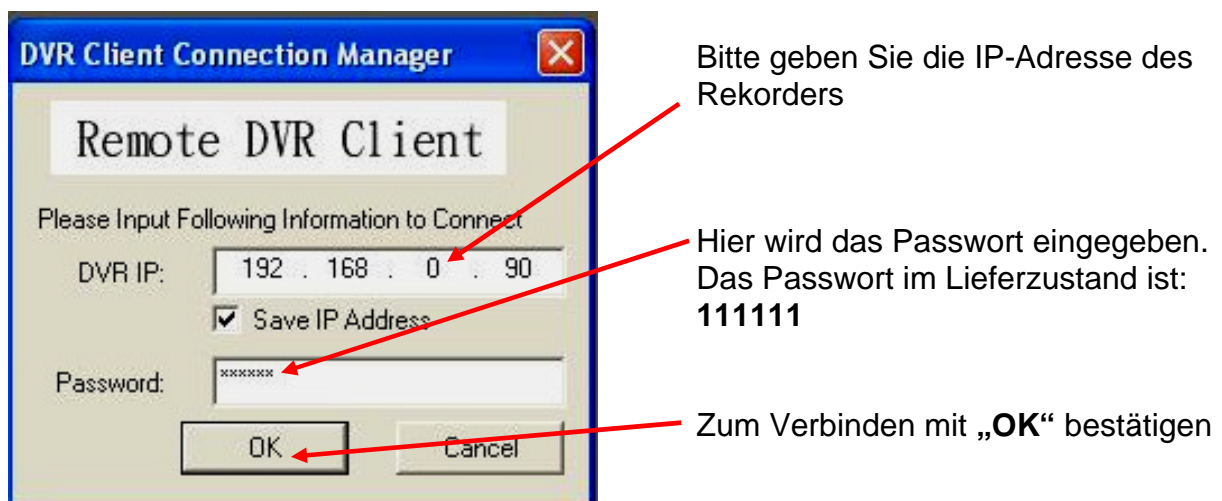 DVR Client Connection Manager
Remote DVR Client
Please Input Following Information to Connect
DVR IP: 192 . 168 . 0 . 90
Save IP Address
Password: ××××××
OK Cancel
Bitte geben Sie die IP-Adresse des
Rekorders
Hier wird das Passwort eingegeben.
Das Passwort im Lieferzustand ist:
111111
Zum Verbinden mit „OK“ bestätigen